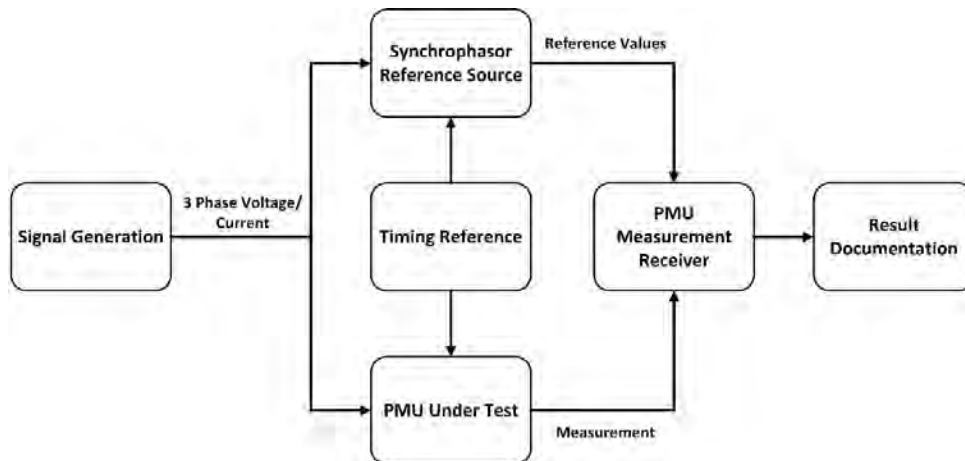 Synchrophasor
Reference Source
Reference Values
3 Phase Voltage/
Current
Signal Generation
Timing Reference
PMU
Measurement
Receiver
Result
Documentation
PMU Under Test
Measurement